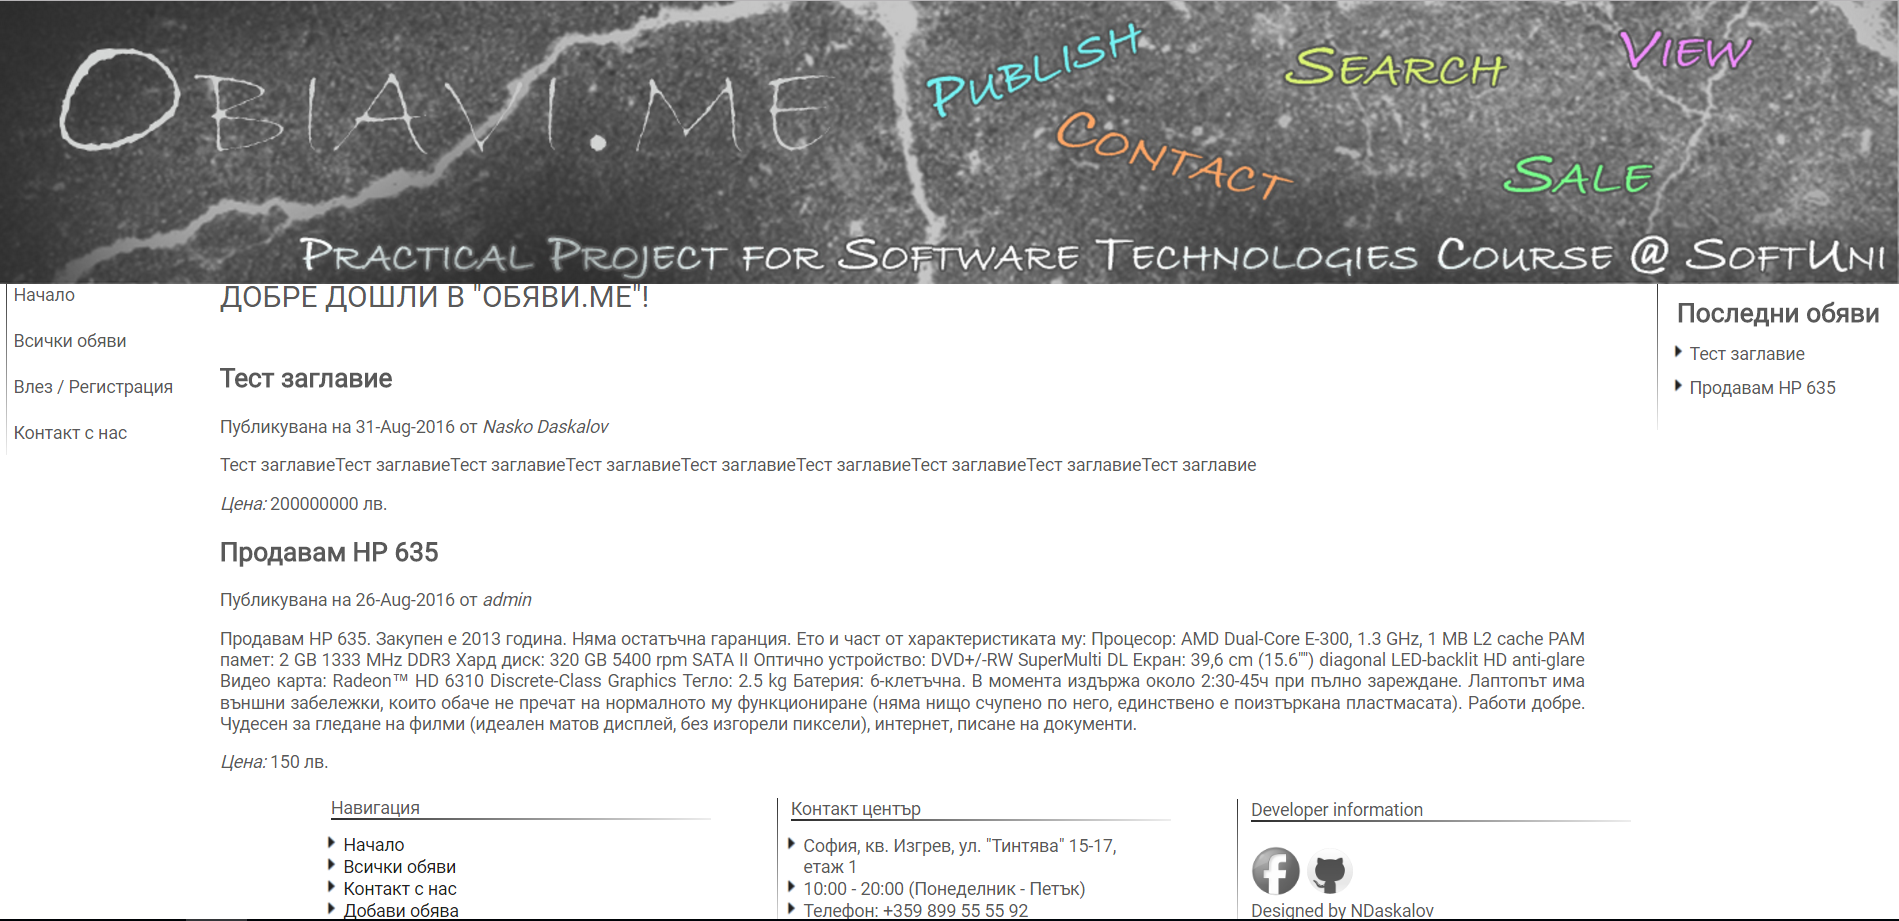 OBIAVI.ME
PUBLISH
SEARCH
VIEW
CONTACT
SALE
PRACTICAL PROJECT FOR SOFTWARE TECHNOLOGIES COURSE @ SOFTUNI
Начало
Всички обяви
Влез / Регистрация
Контакт с нас
ДОБРЕ ДОШЛИ В "ОБЯВИ.МЕ"!
Тест заглавие
Публикувана на 31-Aug-2016 от Nasko Daskalov
Тест заглавиеТест заглавиеТест заглавиеТест заглавиеТест заглавиеТест заглавиеТест заглавиеТест заглавиеТест заглавие
Цена: 200000000 лв.
Продавам HP 635
Публикувана на 26-Aug-2016 от admin
Продавам HP 635. Закупен е 2013 година. Няма остатъчна гаранция. Ето и част от характеристиката му: Процесор: AMD Dual-Core E-300, 1.3 GHz, 1 MB L2 cache РАМ
памет: 2 GB 1333 MHz DDR3 Хард диск: 320 GB 5400 rpm SATA II Оптично устройство: DVD+/-RW SuperMulti DL Екран: 39,6 cm (15.6"") diagonal LED-backlit HD anti-glare
Видео карта: Radeon™ HD 6310 Discrete-Class Graphics Тегло: 2.5 kg Батерия: 6-клетъчна. В момента издържа около 2:30-45ч при пълно зареждане. Лаптопът има
външни забележки, които обаче не пречат на нормалното му функциониране (няма нищо счупено по него, единствено е поизтъркана пластмасата). Работи добре.
Чудесен за гледане на филми (идеален матов дисплей, без изгорели пиксели), интернет, писане на документи.
Цена: 150 лв.
Последни обяви
Тест заглавие
Продавам HP 635
Навигация
Начало
Всички обяви
Контакт с нас
Добави обява
Контакт център
София, кв. Изгрев, ул. "Тинтява" 15-17,
етаж 1
10:00 - 20:00 (Понеделник - Петък)
Телефон: +359 899 55 55 92
Developer information
Designed by NDaskalov